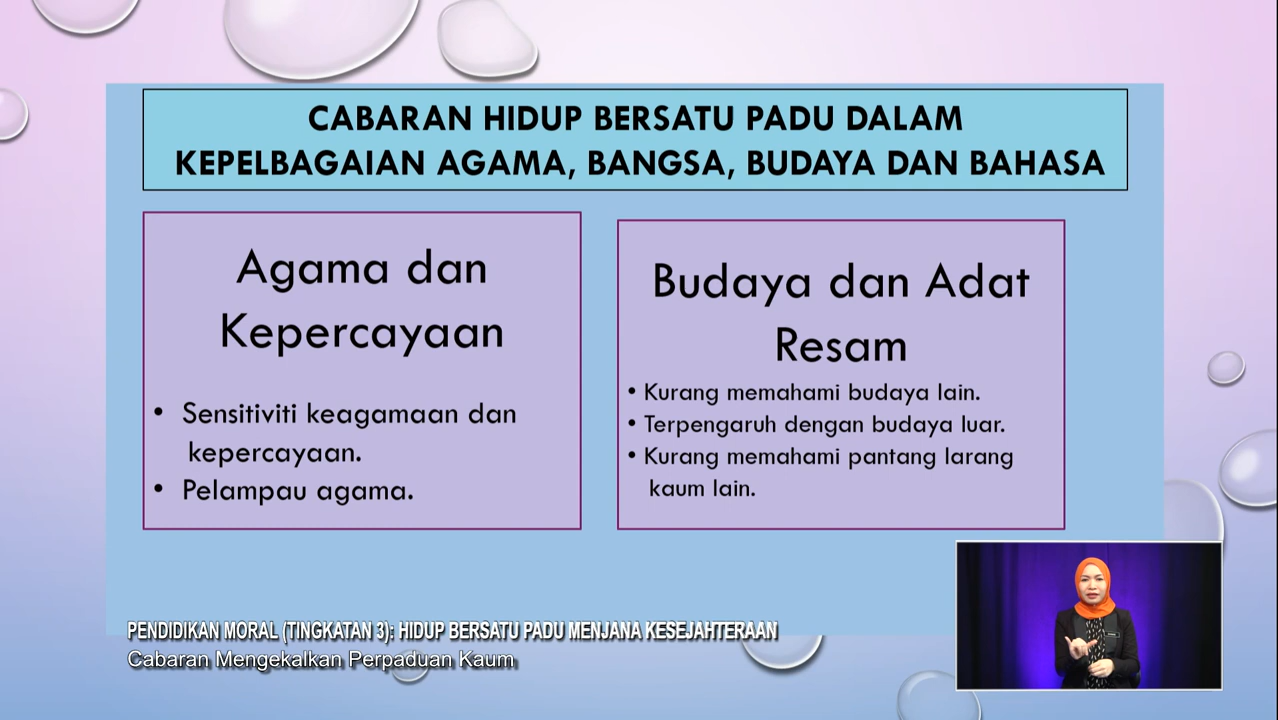 CABARAN HIDUP BERSATU PADU DALAM
KEPELBAGAIAN AGAMA, BANGSA, BUDAYA DAN BAHASA
Agama dan
Kepercayaan
• Sensitiviti keagamaan dan
kepercayaan.
• Pelampau agama.
Budaya dan Adat
Resam
• Kurang memahami budaya lain.
• Terpengaruh dengan budaya luar.
• Kurang memahami pantang larang
kaum lain.
PENDIDIKAN MORAL (TINGKATAN 3): HIDUP BERSATU PADU MENJANA KESEJAHTERAAN
Cabaran Mengekalkan Perpaduan Kaum